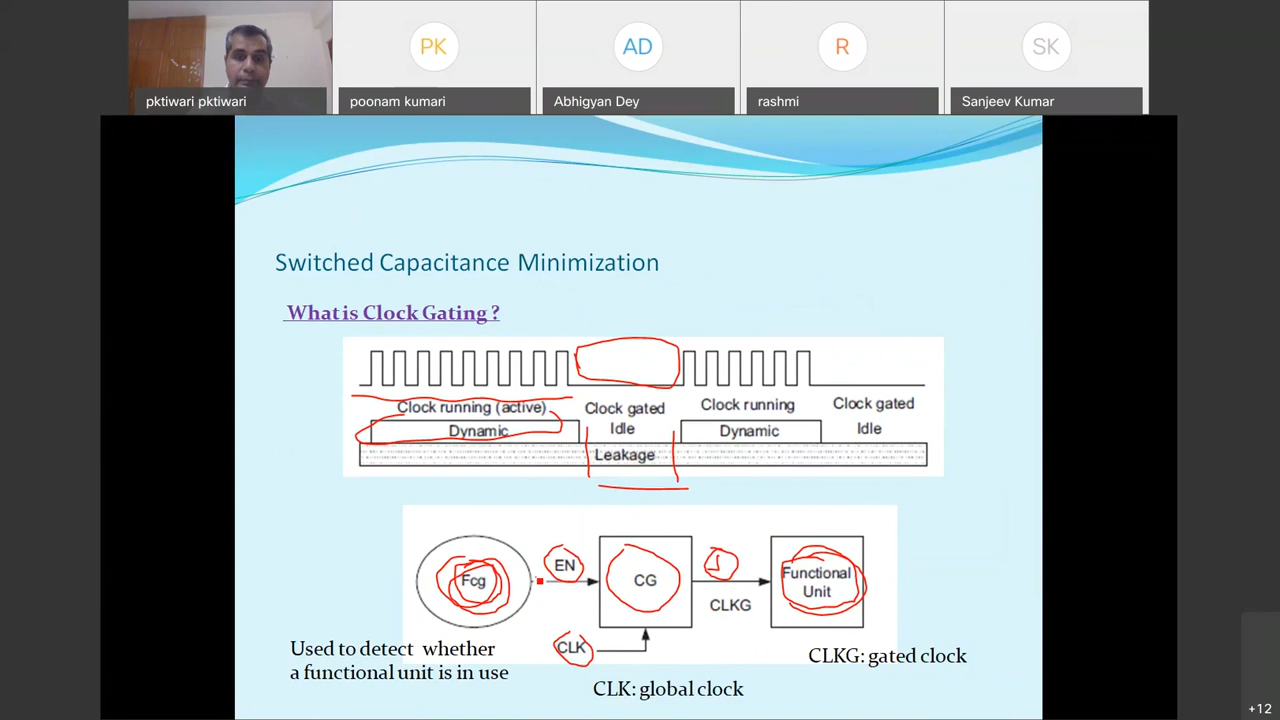 PK
AD
R
SK
pktiwari pktiwari
poonam kumari
Abhigyan Dey
rashmi
Sanjeev Kumar
Switched Capacitance Minimization
What is Clock Gating ?
Clock running (active)
Clock gated
Clock running
Clock gated
Dynamic
Idle
Dynamic
Idle
Leakage
Fcg
EN
CG
CLKG
Functional
Unit
CLK
Used to detect whether
a functional unit is in use
CLK: global clock
CLKG: gated clock
+12